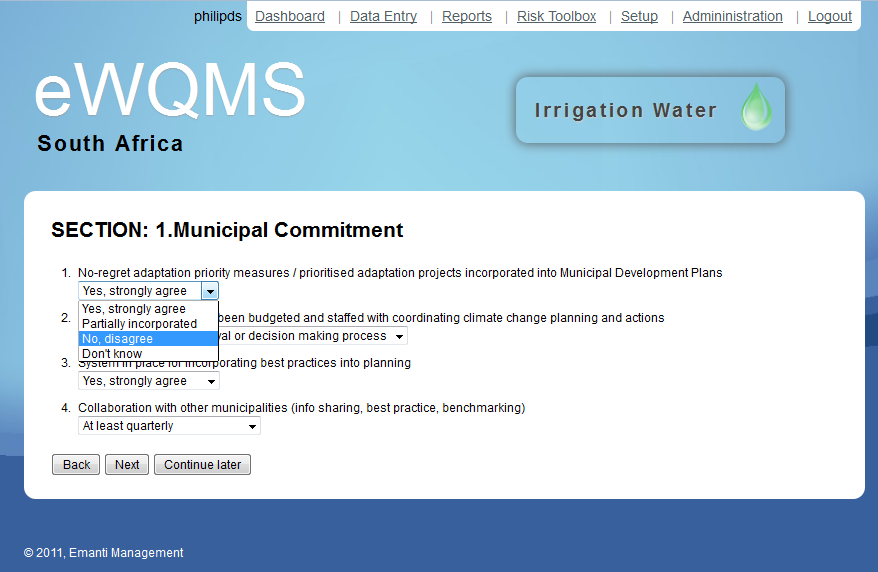 philipds Dashboard | Data Entry | Reports | Risk Toolbox | Setup | Admininistration | Logout
eWQMS
South Africa
Irrigation Water
SECTION: 1.Municipal Commitment
1. No-regret adaptation priority measures / prioritised adaptation projects incorporated into Municipal Development Plans
Yes, strongly agree
Yes, strongly agree
Partially incorporated
No, disagree
Don't know
2. been budgeted and staffed with coordinating climate change planning and actions
or decision making process
3. System in place for incorporating best practices into planning
Yes, strongly agree
4. Collaboration with other municipalities (info sharing, best practice, benchmarking)
At least quarterly
Back Next Continue later
© 2011, Emanti Management